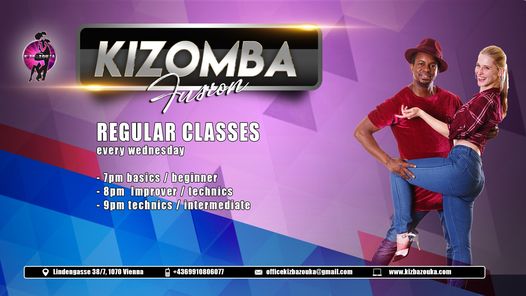 KIZOMBA
Fusion
REGULAR CLASSES
every wednesday
- 7pm basics / beginner
- 8pm improver / technics
- 9pm technics / intermediate
Lindengasse 38/7, 1070 Vienna
+4369910806077
officekizbazouka@gmail.com
www.kizbazouka.com